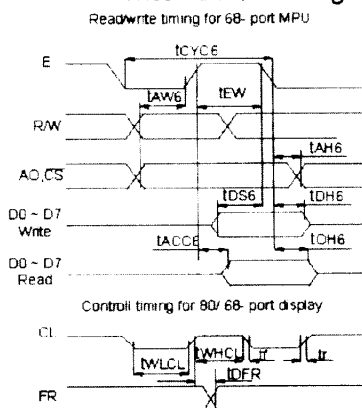 Read/write timing for 68- port MPU
tCYC6
E
tAW6
tEW
R/W
tAH6
AO,CS
tDS6
tDH6
D0 ~ D7
Write
tACC6
tOH6
D0 ~ D7
Read
Controll timing for 80/ 68- port display
CL
tWLCL
tWHCL
tf
tr
tDFR
FR